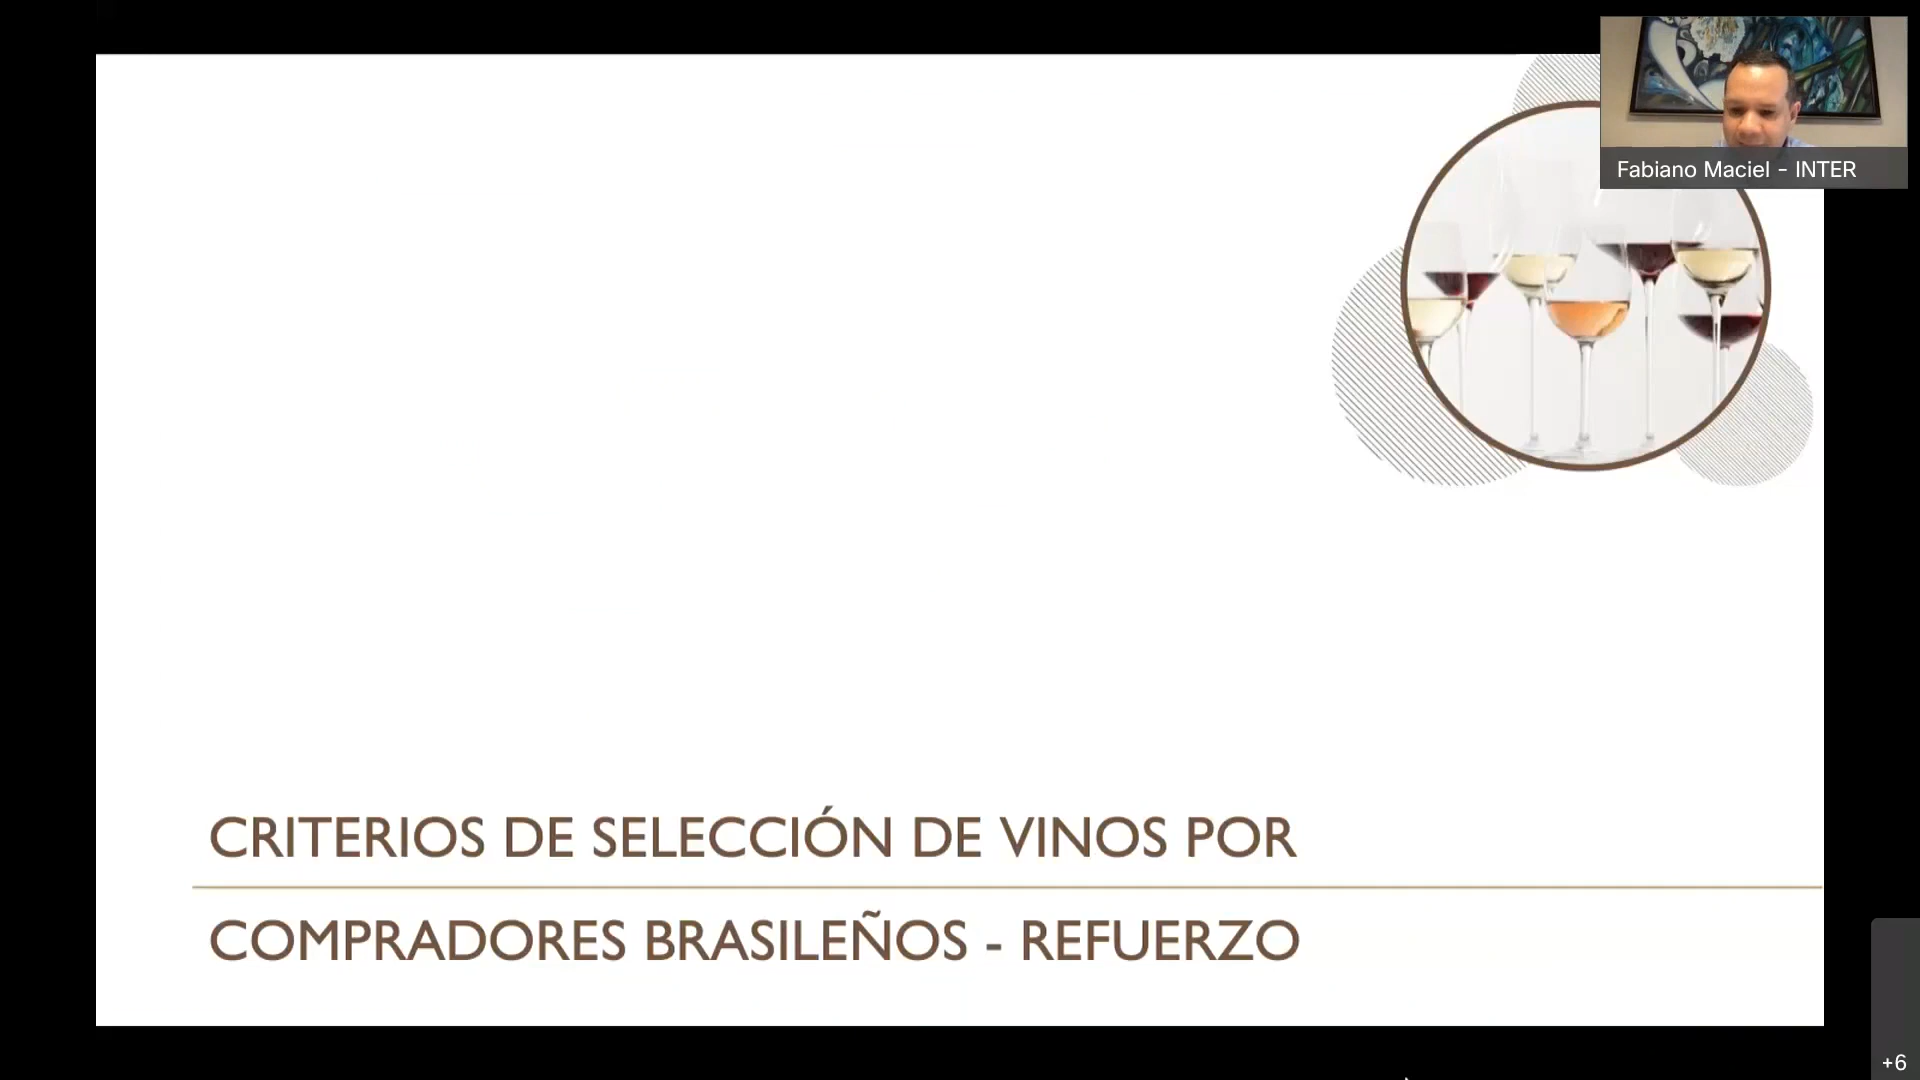 Fabiano Maciel - INTER
CRITERIOS DE SELECCIÓN DE VINOS POR
COMPRADORES BRASILEÑOS - REFUERZO
+6